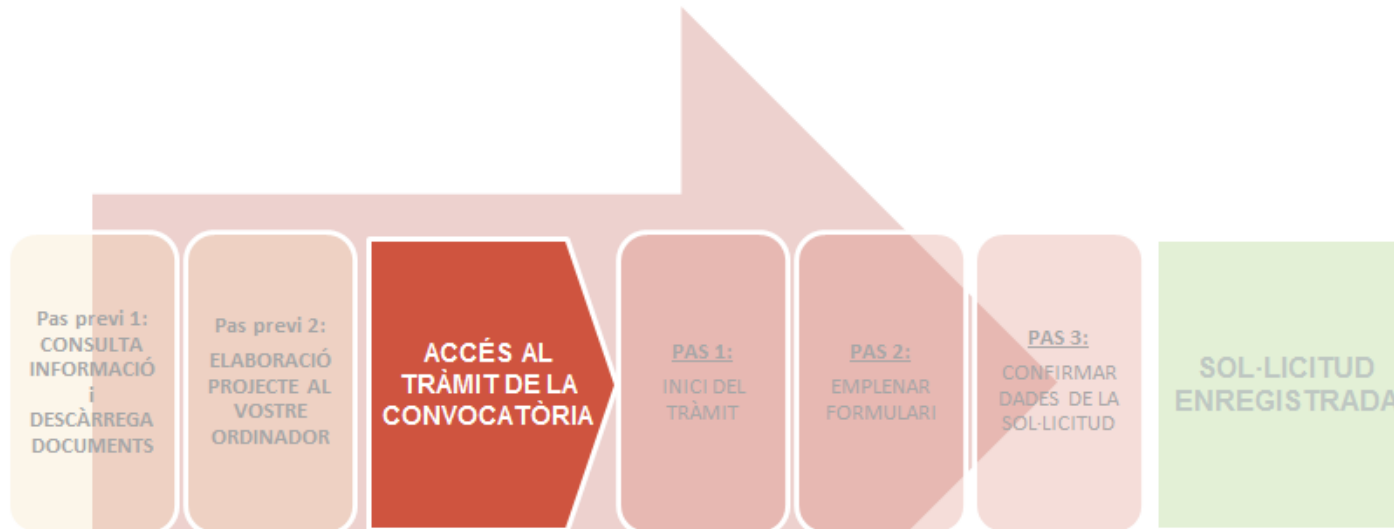 Pas previ 1:
CONSULTA
INFORMACIÓ
i
DESCÀRREGA
DOCUMENTS
Pas previ 2:
ELABORACIÓ
PROJECTE AL
VOSTRE
ORDINADOR
ACCÉS AL
TRÀMIT DE LA
CONVOCATÒRIA
PAS 1:
INICI DEL
TRÀMIT
PAS 2:
EMPLENAR
FORMULARI
PAS 3:
CONFIRMAR
DADES DE LA
SOL·LICITUD
SOL·LICITUD
ENREGISTRADA